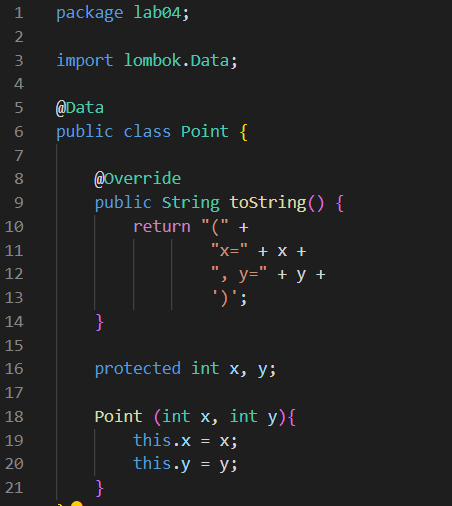 1 package lab04;
2
3 import lombok.Data;
4
5 @Data
6 public class Point {
7
8     @Override
9     public String toString() {
10         return "(" +
11                 "x=" + x +
12                 ", y=" + y +
13                 ')';
14     }
15
16     protected int x, y;
17
18     Point (int x, int y){
19         this.x = x;
20         this.y = y;
21     }
}